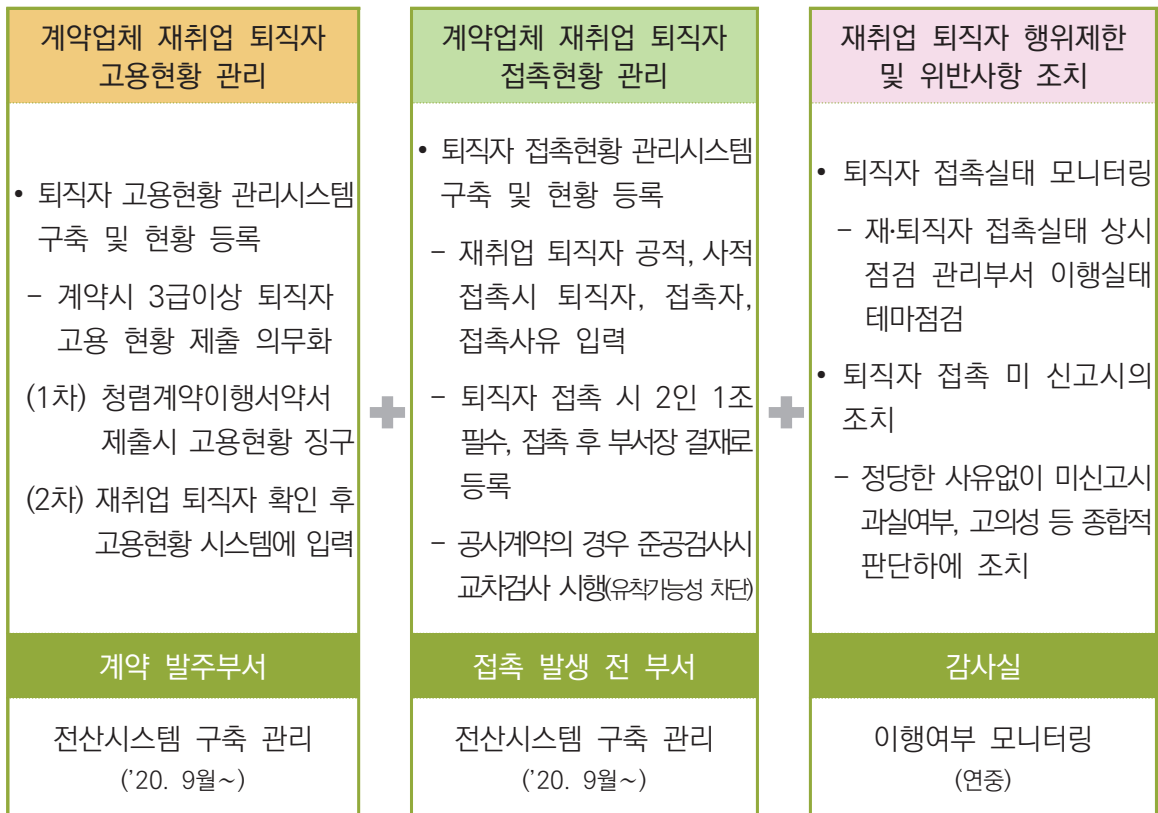 계약업체 재취업 퇴직자
고용현황 관리
• 퇴직자 고용현황 관리시스템
구축 및 현황 등록
- 계약시 3급이상 퇴직자
고용 현황 제출 의무화
(1차) 청렴계약이행서약서
제출시 고용현황 징구
(2차) 재취업 퇴직자 확인 후
고용현황 시스템에 입력
계약 발주부서
전산시스템 구축 관리
('20. 9월~)
계약업체 재취업 퇴직자
접촉현황 관리
• 퇴직자 접촉현황 관리시스템
구축 및 현황 등록
- 재취업 퇴직자 공적, 사적
접촉시 퇴직자, 접촉자,
접촉사유 입력
- 퇴직자 접촉 시 2인 1조
필수, 접촉 후 부서장 결재로
등록
- 공사계약의 경우 준공검사시
교차검사 시행(유착가능성 차단)
접촉 발생 전 부서
전산시스템 구축 관리
('20. 9월~)
재취업 퇴직자 행위제한
및 위반사항 조치
• 퇴직자 접촉실태 모니터링
- 재·퇴직자 접촉실태 상시
점검 관리부서 이행실태
테마점검
• 퇴직자 접촉 미 신고시의
조치
- 정당한 사유없이 미신고시
과실여부, 고의성 등 종합적
판단하에 조치
감사실
이행여부 모니터링
(연중)